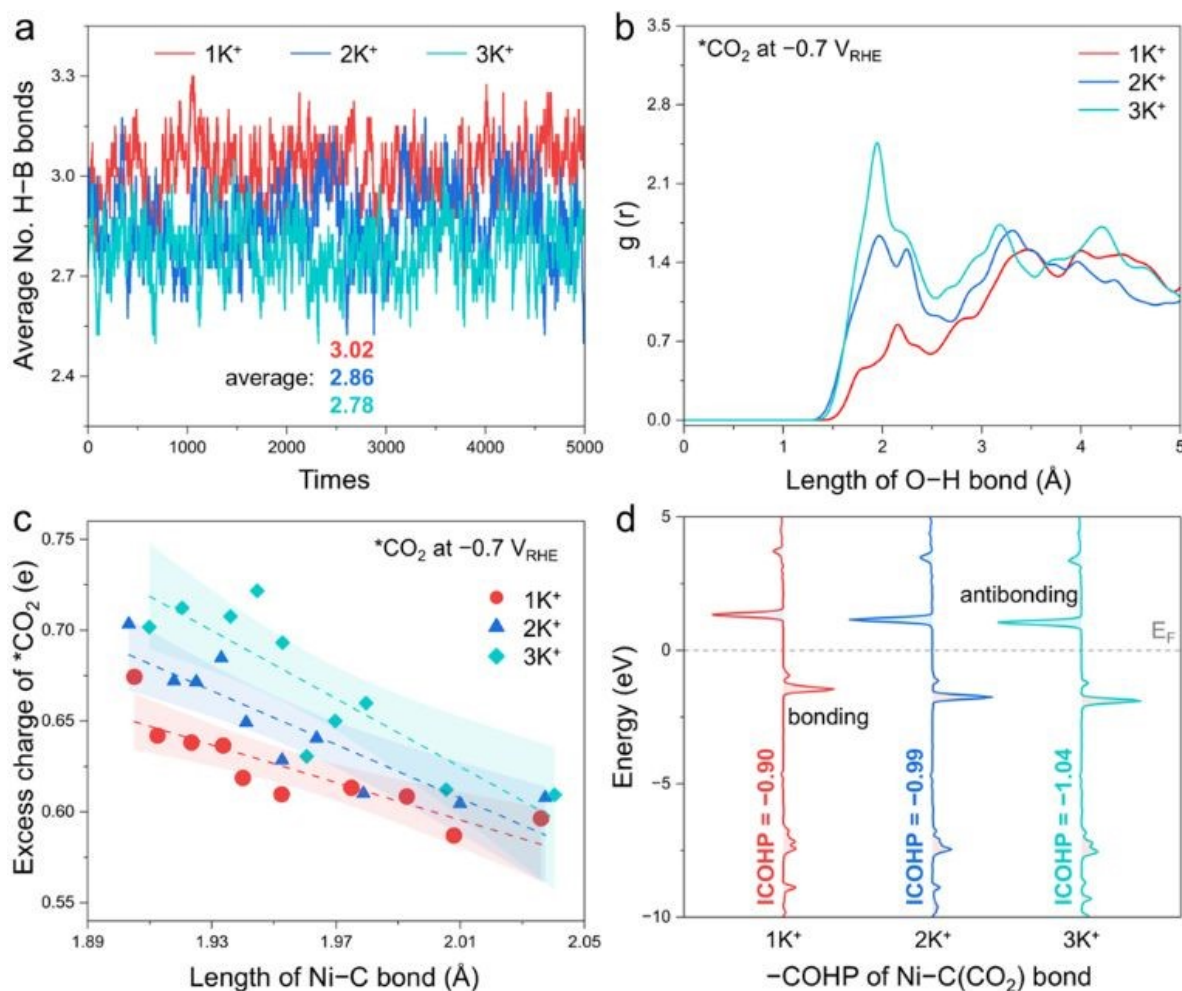 a
1K⁺ 2K⁺ 3K⁺
Average No. H−B bonds
3.3
3.0
2.7
2.4
3.02
average: 2.86
2.78
0 1000 2000 3000 4000 5000
Times
b
*CO₂ at −0.7 V_RHE
1K⁺
2K⁺
3K⁺
g (r)
3.5
2.8
2.1
1.4
0.7
0.0
0 1 2 3 4 5
Length of O−H bond (Å)
c
*CO₂ at −0.7 V_RHE
1K⁺
2K⁺
3K⁺
Excess charge of *CO₂ (e)
0.75
0.70
0.65
0.60
0.55
1.89 1.93 1.97 2.01 2.05
Length of Ni−C bond (Å)
d
Energy (eV)
5
0
−5
−10
antibonding
E_F
bonding
ICOHP = −0.90
ICOHP = −0.99
ICOHP = −1.04
1K⁺ 2K⁺ 3K⁺
-COHP of Ni−C(CO₂) bond